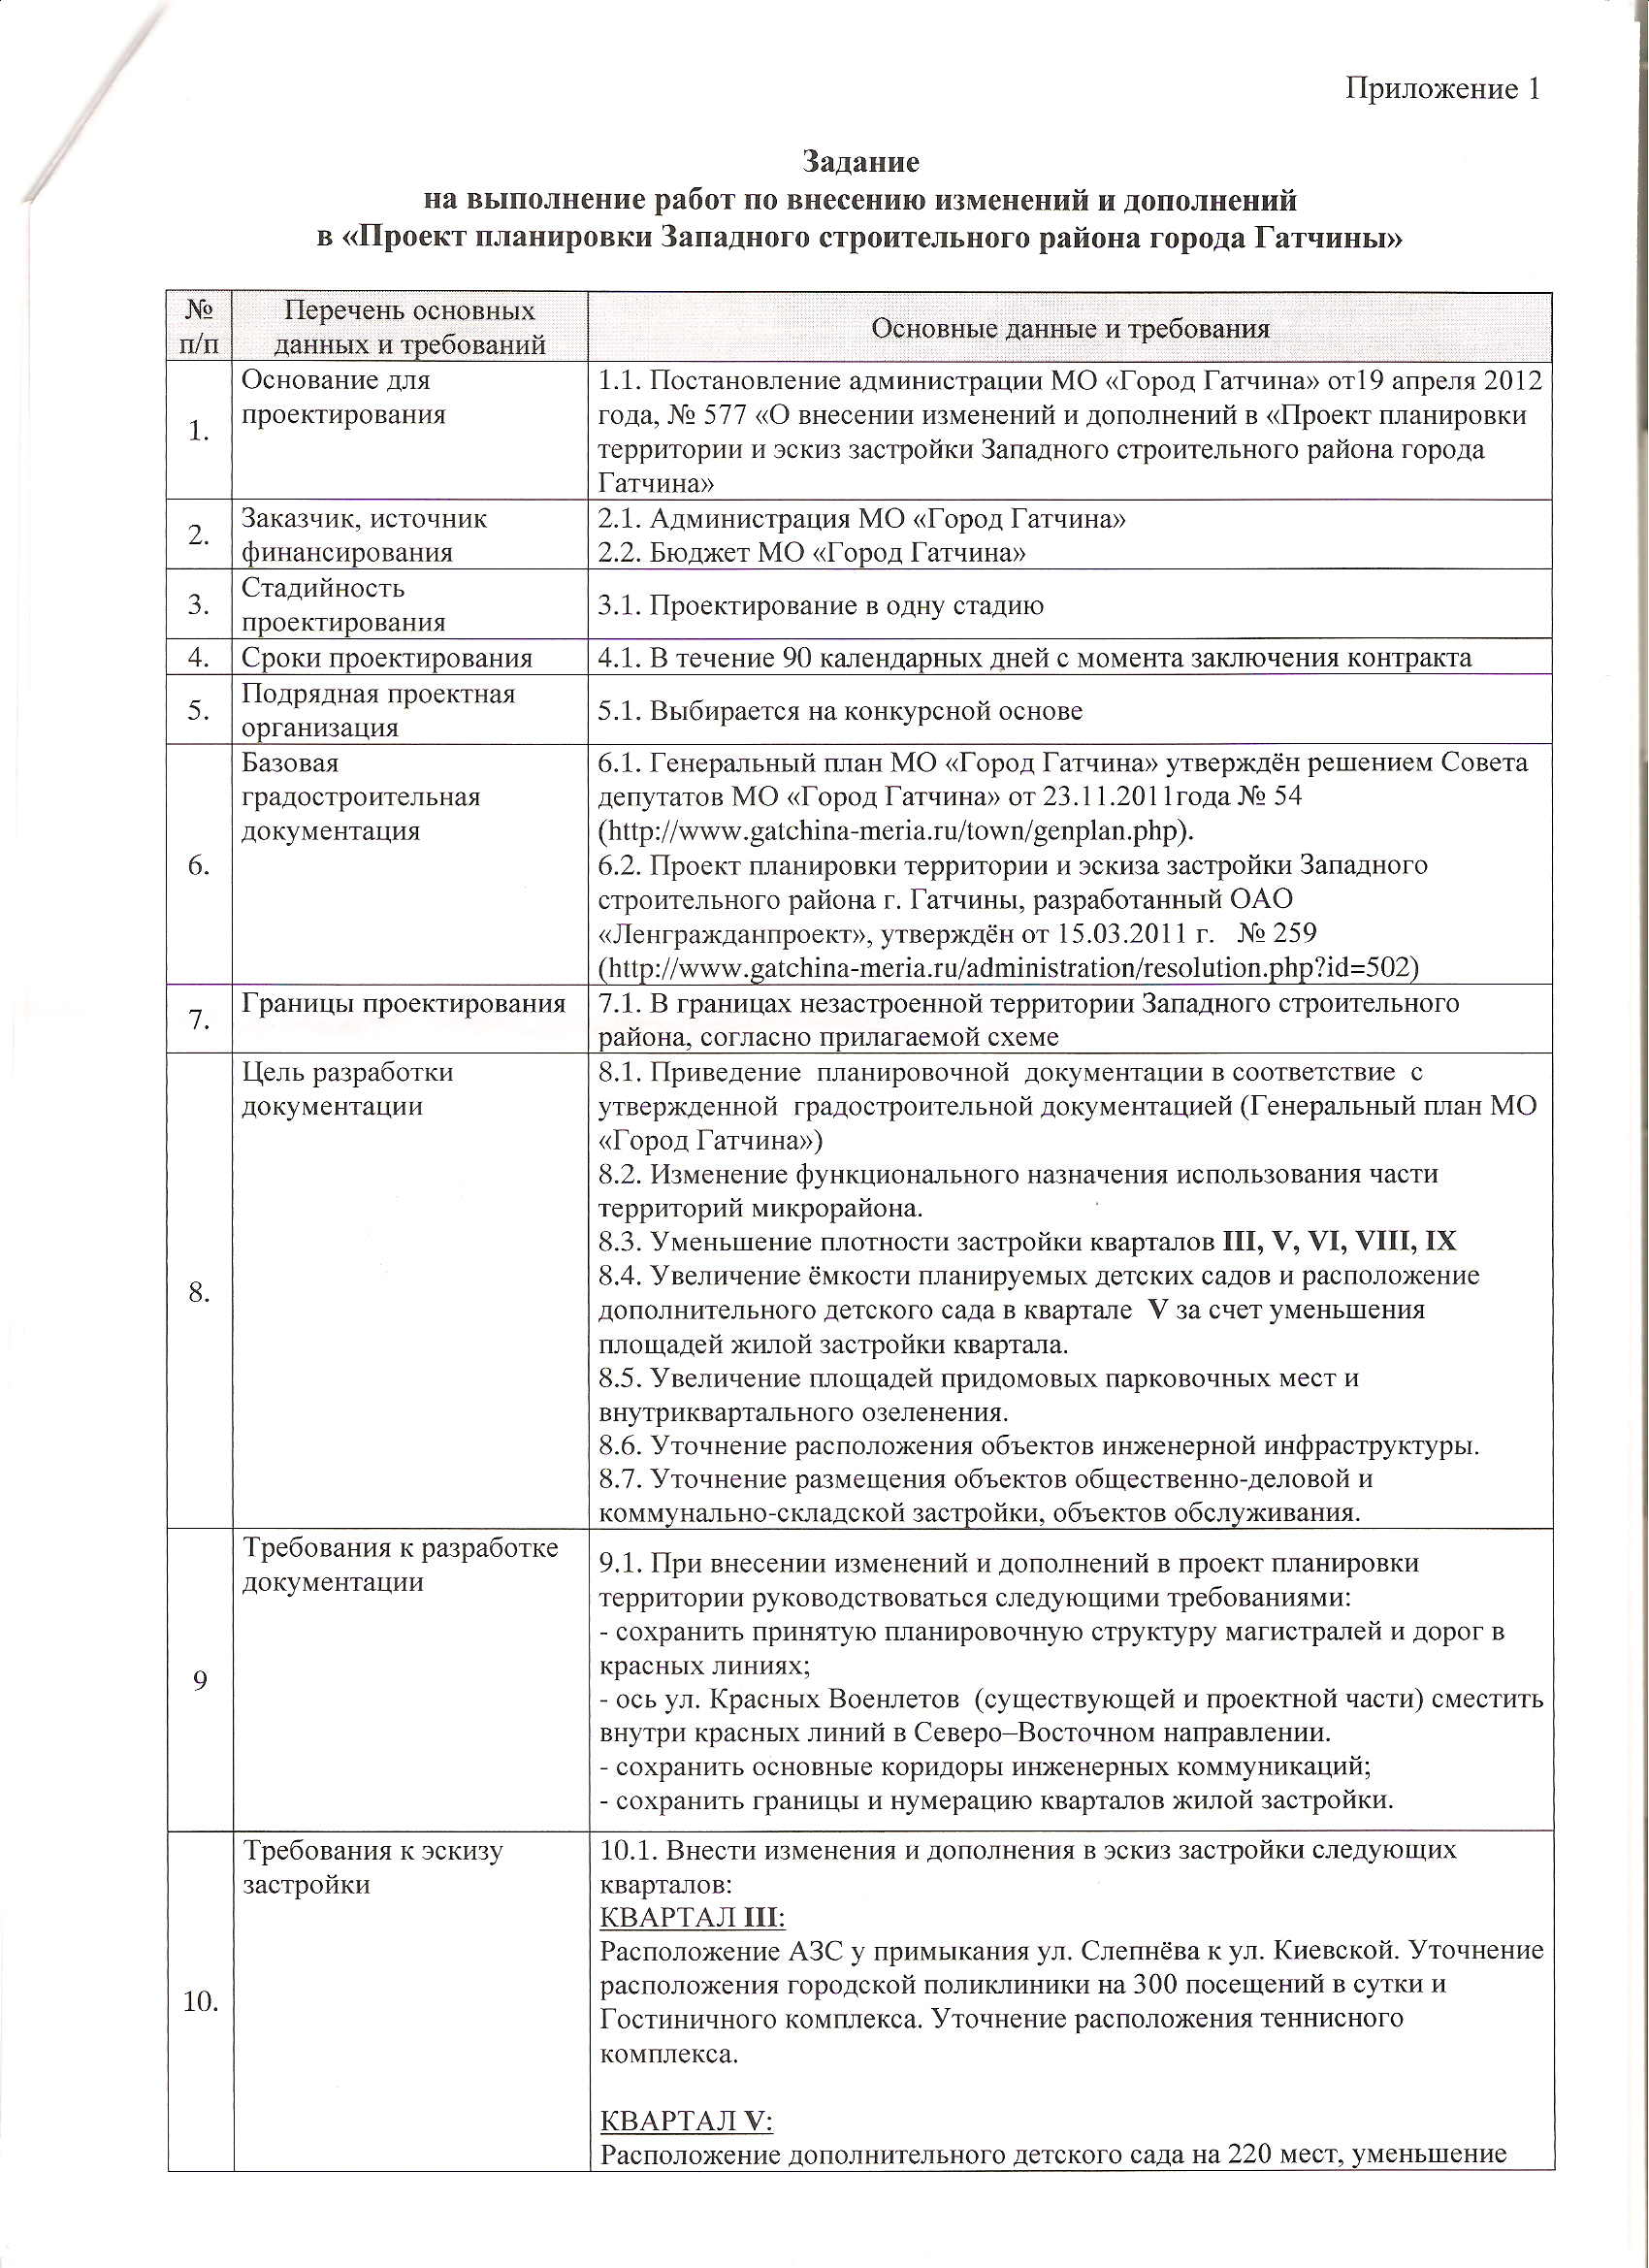 Приложение 1
Задание
на выполнение работ по внесению изменений и дополнений
в «Проект планировки Западного строительного района города Гатчины»
№
п/п
Перечень основных
данных и требований
Основные данные и требования
1.
Основание для
проектирования
1.1. Постановление администрации МО «Город Гатчина» от19 апреля 2012
года, № 577 «О внесении изменений и дополнений в «Проект планировки
территории и эскиз застройки Западного строительного района города
Гатчина»
2.
Заказчик, источник
финансирования
2.1. Администрация МО «Город Гатчина»
2.2. Бюджет МО «Город Гатчина»
3.
Стадийность
проектирования
3.1. Проектирование в одну стадию
4.
Сроки проектирования
4.1. В течение 90 календарных дней с момента заключения контракта
5.
Подрядная проектная
организация
5.1. Выбирается на конкурсной основе
6.
Базовая
градостроительная
документация
6.1. Генеральный план МО «Город Гатчина» утверждён решением Совета
депутатов МО «Город Гатчина» от 23.11.2011года № 54
(http://www.gatchina-meria.ru/town/genplan.php).
6.2. Проект планировки территории и эскиза застройки Западного
строительного района г. Гатчины, разработанный ОАО
«Ленгражданпроект», утверждён от 15.03.2011 г. № 259
(http://www.gatchina-meria.ru/administration/resolution.php?id=502)
7.
Границы проектирования
7.1. В границах незастроенной территории Западного строительного
района, согласно прилагаемой схеме
8.
Цель разработки
документации
8.1. Приведение планировочной документации в соответствие с
утвержденной градостроительной документацией (Генеральный план МО
«Город Гатчина»)
8.2. Изменение функционального назначения использования части
территорий микрорайона.
8.3. Уменьшение плотности застройки кварталов III, V, VI, VIII, IX
8.4. Увеличение ёмкости планируемых детских садов и расположение
дополнительного детского сада в квартале V за счет уменьшения
площадей жилой застройки квартала.
8.5. Увеличение площадей придомовых парковочных мест и
внутриквартального озеленения.
8.6. Уточнение расположения объектов инженерной инфраструктуры.
8.7. Уточнение размещения объектов общественно-деловой и
коммунально-складской застройки, объектов обслуживания.
9
Требования к разработке
документации
9.1. При внесении изменений и дополнений в проект планировки
территории руководствоваться следующими требованиями:
- сохранить принятую планировочную структуру магистралей и дорог в
красных линиях;
- ось ул. Красных Военлетов (существующей и проектной части) сместить
внутри красных линий в Северо–Восточном направлении.
- сохранить основные коридоры инженерных коммуникаций;
- сохранить границы и нумерацию кварталов жилой застройки.
10.
Требования к эскизу
застройки
10.1. Внести изменения и дополнения в эскиз застройки следующих
кварталов:
КВАРТАЛ III:
Расположение АЗС у примыкания ул. Слепнёва к ул. Киевской. Уточнение
расположения городской поликлиники на 300 посещений в сутки и
Гостиничного комплекса. Уточнение расположения теннисного
комплекса.
КВАРТАЛ V:
Расположение дополнительного детского сада на 220 мест, уменьшение